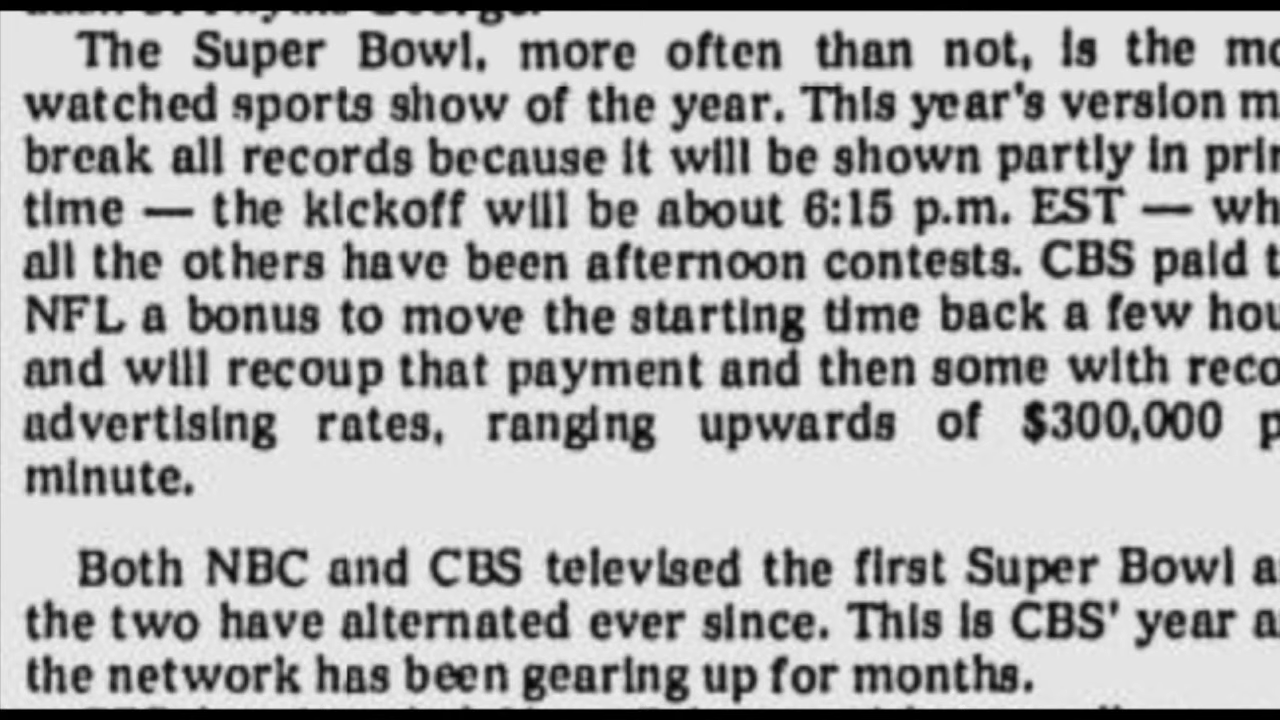 The Super Bowl, more often than not, is the mo
watched sports show of the year. This year's version m
break all records because it will be shown partly in prin
time — the kickoff will be about 6:15 p.m. EST — wh
all the others have been afternoon contests. CBS paid t
NFL a bonus to move the starting time back a few hou
and will recoup that payment and then some with reco
advertising rates, ranging upwards of $300,000 p
minute.
Both NBC and CBS televised the first Super Bowl a
the two have alternated ever since. This is CBS' year a
the network has been gearing up for months.